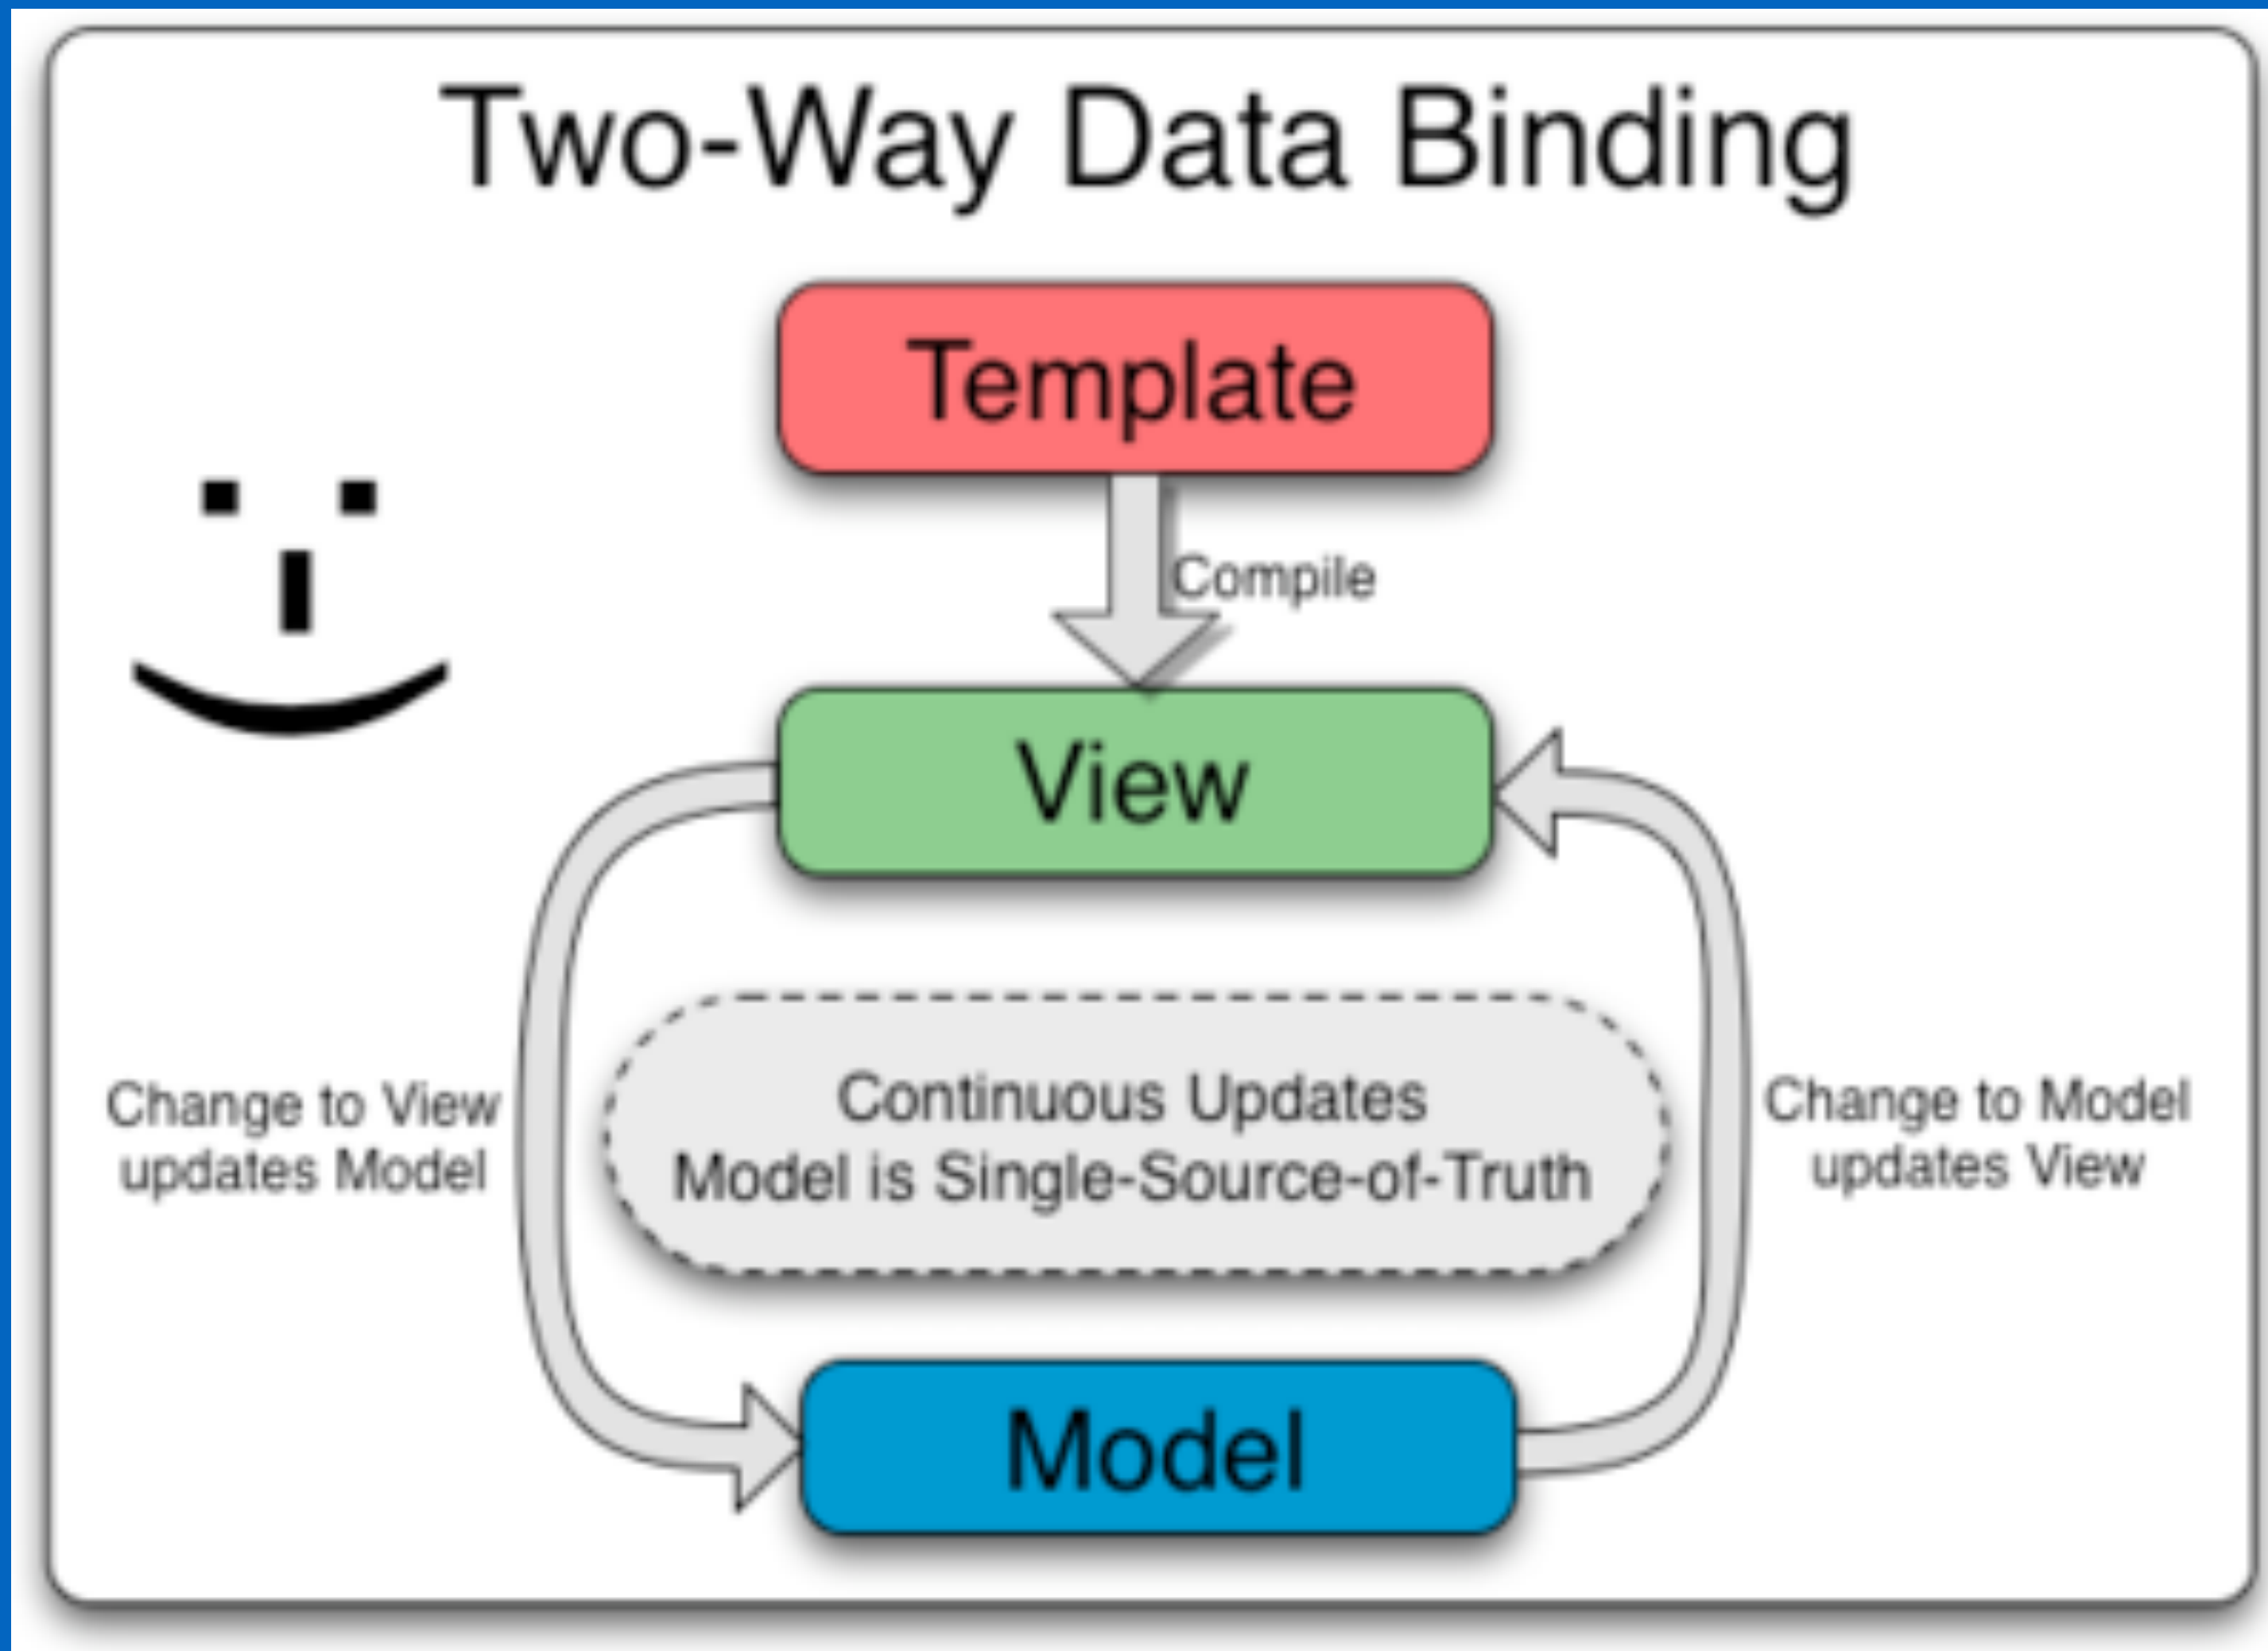 Two-Way Data Binding
Template
Compile
View
Change to View
updates Model
Continuous Updates
Model is Single-Source-of-Truth
Change to Model
updates View
Model